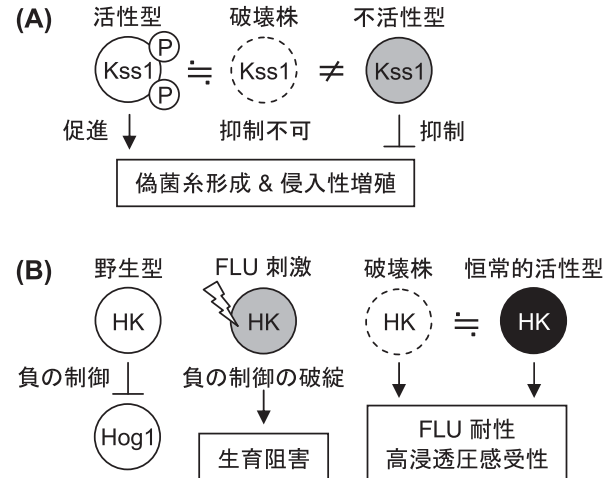 (A) 活性型 破壊株 不活性型
Kss1 P P ≒ Kss1 ≠ Kss1
促進 抑制不可 抑制
偽菌糸形成 & 侵入性増殖
(B) 野生型 FLU 刺激 破壊株 恒常的活性型
HK HK HK ≒ HK
負の制御 負の制御の破綻
Hog1 生育阻害 FLU 耐性
高浸透圧感受性